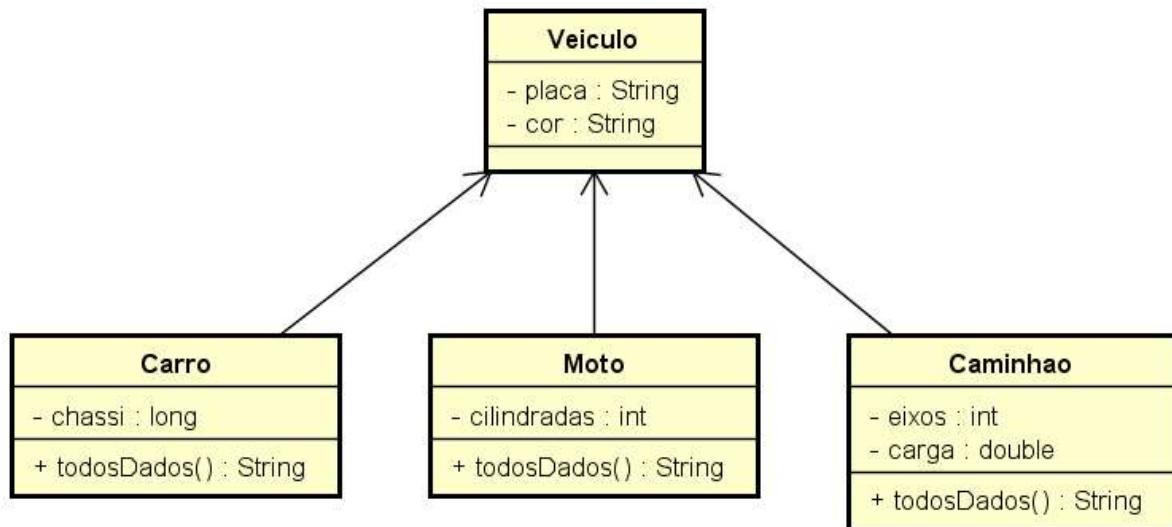 Veiculo
- placa : String
- cor : String
Carro
- chassi : long
+ todosDados() : String
Moto
- cilindradas : int
+ todosDados() : String
Caminhao
- eixos : int
- carga : double
+ todosDados() : String